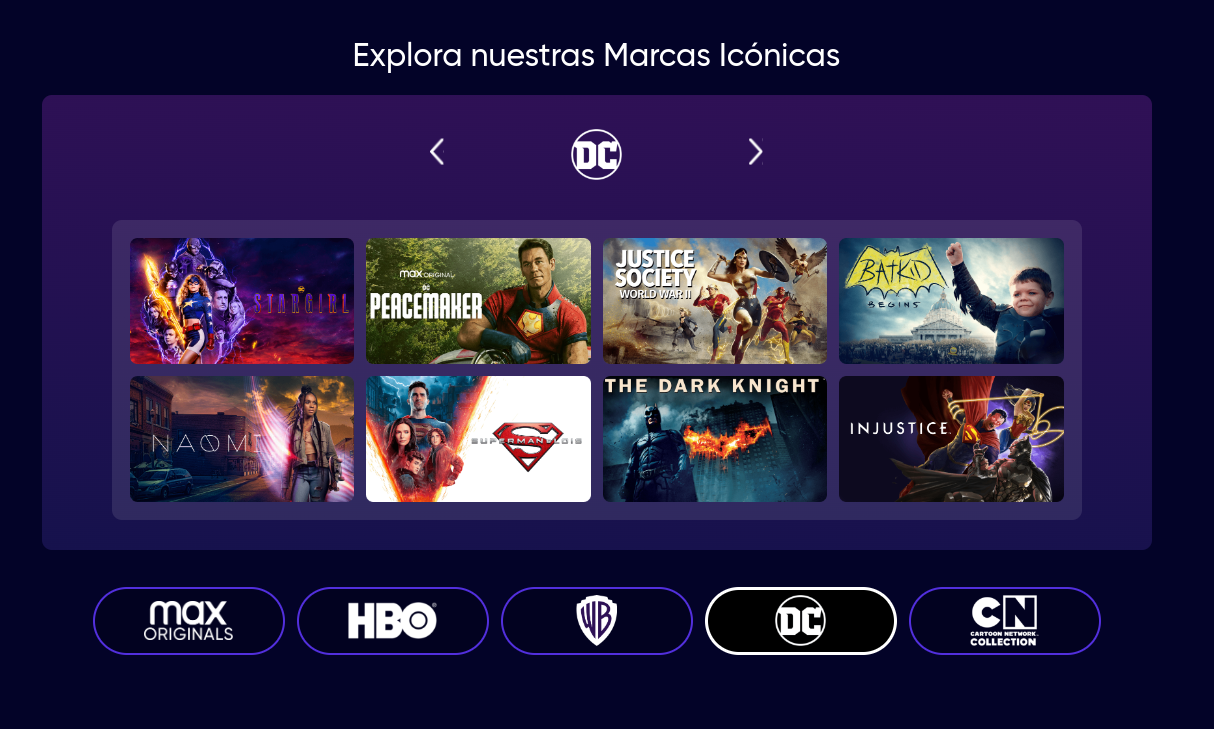 Explora nuestras Marcas Icónicas
DC
DC
STARGIRL
max ORIGINAL
DC
PEACEMAKER
JUSTICE
SOCIETY
WORLD WAR II
BATKID
BEGINS
NAOMI
SUPERMAN & LOIS
THE DARK KNIGHT
INJUSTICE
max
ORIGINALS
HBO®
WB
DC
CN
CARTOON NETWORK
COLLECTION